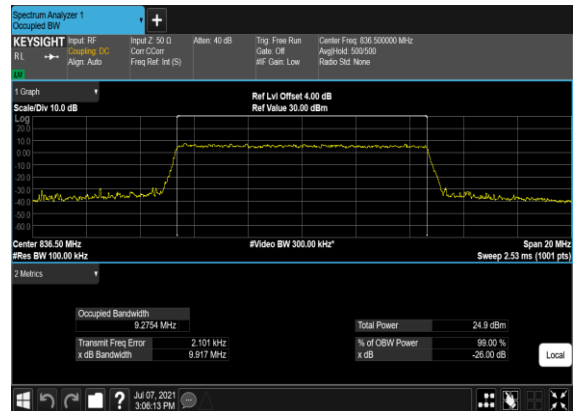 Spectrum Analyzer 1
Occupied BW
+
KEYSIGHT Input: RF Input Z: 50 Ω Atten: 40 dB Trig: Free Run Center Freq: 836.500000 MHz
RL Coupling: DC Corr CCorr Gate: Off Avg|Hold: 500/500
Align: Auto Freq Ref: Int (S) #IF Gain: Low Radio Std: None
LU
1 Graph
Ref Lvl Offset 4.00 dB
Scale/Div 10.0 dB Ref Value 30.00 dBm
Log
20.0
10.0
0.00
-10.0
-20.0
-30.0
-40.0
-50.0
-60.0
Center 836.50 MHz #Video BW 300.00 kHz* Span 20 MHz
#Res BW 100.00 kHz Sweep 2.53 ms (1001 pts)
2 Metrics
Occupied Bandwidth
9.2754 MHz Total Power 24.9 dBm
Transmit Freq Error 2.101 kHz % of OBW Power 99.00 %
x dB Bandwidth 9.917 MHz x dB -26.00 dB
Local
? Jul 07, 2021
3:06:13 PM